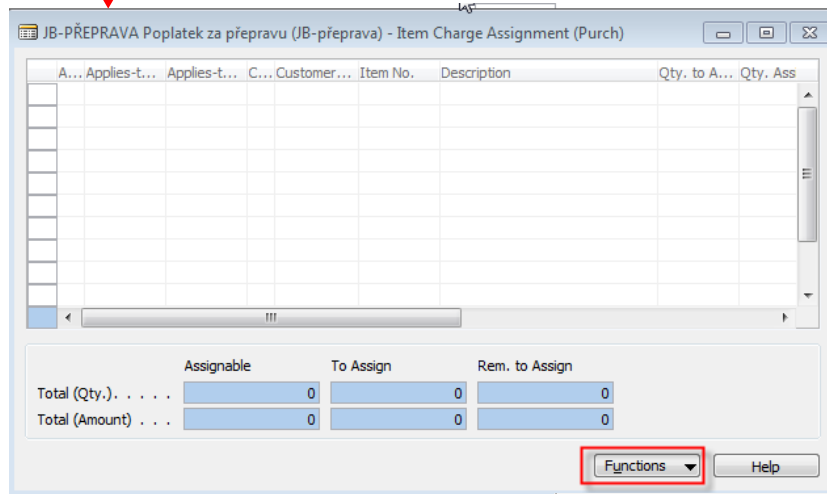 JB-PŘEPRAVA Poplatek za přepravu (JB-přeprava) - Item Charge Assignment (Purch)
A... Applies-t... Applies-t... C... Customer... Item No. Description Qty. to A... Qty. Ass
Assignable To Assign Rem. to Assign
Total (Qty.). . . . . 0 0 0
Total (Amount) . . . 0 0 0
Functions Help